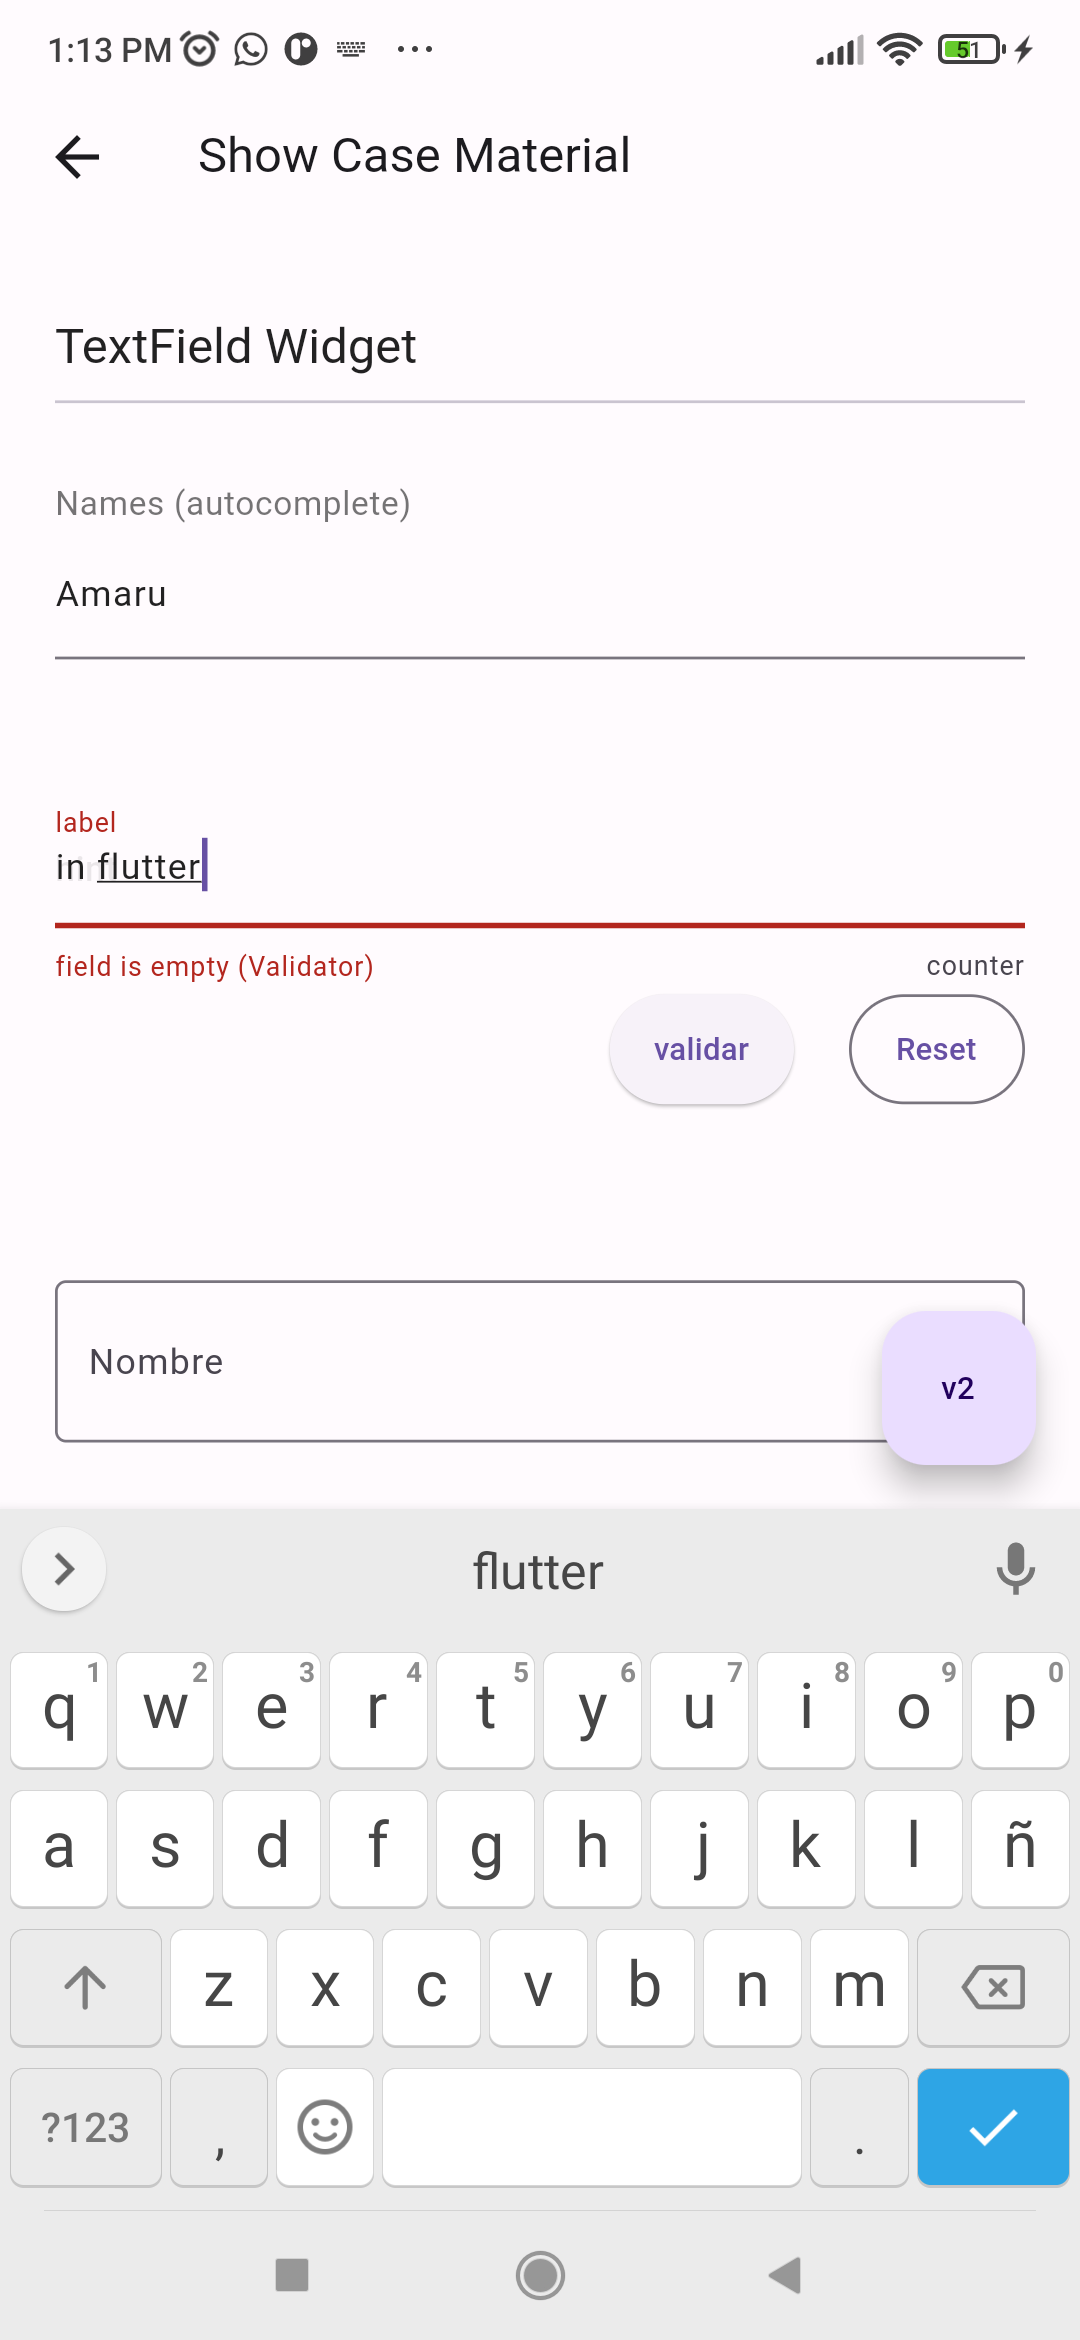 1:13 PM 51
Show Case Material
TextField Widget
Names (autocomplete)
Amaru
label
in flutter
field is empty (Validator) counter
validar Reset
Nombre
v2
flutter
q 1 w 2 e 3 r 4 t 5 y 6 u 7 i 8 o 9 p 0
a s d f g h j k l ñ
z x c v b n m
?123 , .